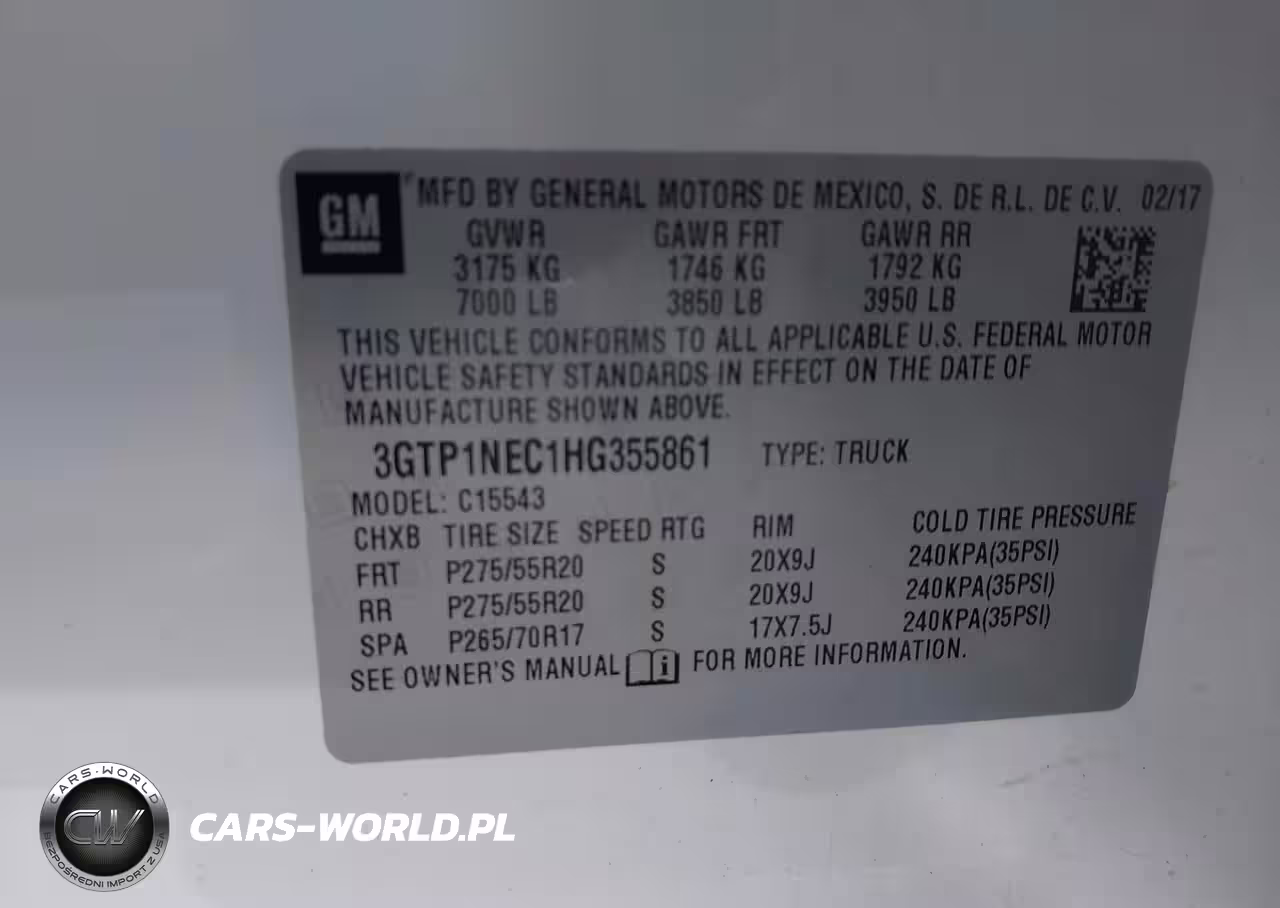 GM
MFD BY GENERAL MOTORS DE MEXICO, S. DE R.L. DE C.V. 02/17
GVWR GAWR FRT GAWR RR
3175 KG 1746 KG 1792 KG
7000 LB 3850 LB 3950 LB
THIS VEHICLE CONFORMS TO ALL APPLICABLE U.S. FEDERAL MOTOR
VEHICLE SAFETY STANDARDS IN EFFECT ON THE DATE OF
MANUFACTURE SHOWN ABOVE.
3GTP1NEC1HG355861 TYPE: TRUCK
MODEL: C15543
CHXB TIRE SIZE SPEED RTG RIM COLD TIRE PRESSURE
FRT P275/55R20 S 20X9J 240KPA(35PSI)
RR P275/55R20 S 20X9J 240KPA(35PSI)
SPA P265/70R17 S 17X7.5J 240KPA(35PSI)
SEE OWNER'S MANUAL i FOR MORE INFORMATION.
CARS-WORLD
CW
BEZPOŚREDNI IMPORT Z USA
CARS-WORLD.PL